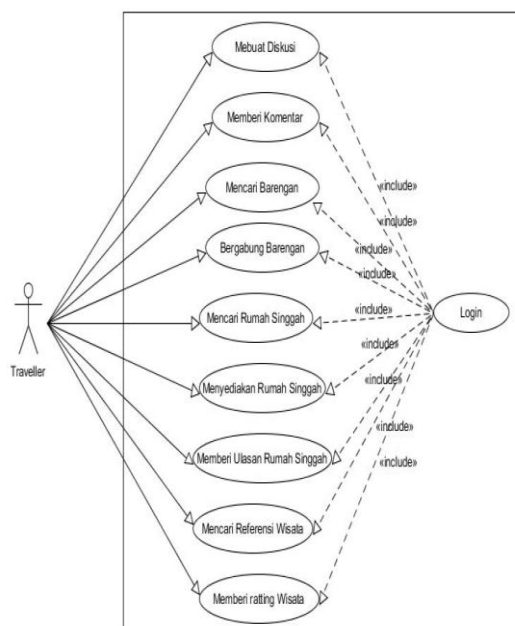 Mebuat Diskusi
Memberi Komentar
Mencari Barengan
«include»
«include»
Bergabung Barengan
«include»
«include»
Mencari Rumah Singgah
«include»
Login
Traveller
«include»
Menyediakan Rumah Singgah
«include»
Memberi Ulasan Rumah Singgah
«include»
«include»
Mencari Referensi Wisata
Memberi ratting Wisata